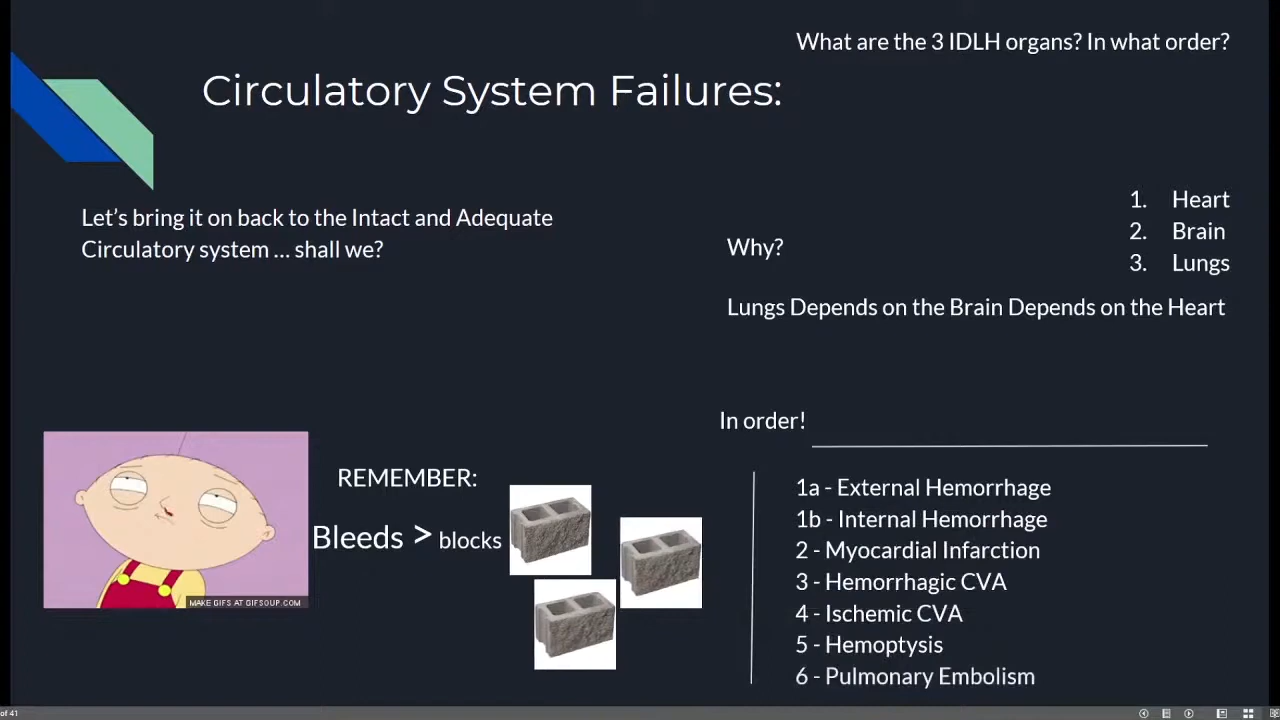 What are the 3 IDLH organs? In what order?
Circulatory System Failures:
Let's bring it on back to the Intact and Adequate
Circulatory system ... shall we?
1. Heart
2. Brain
3. Lungs
Why?
Lungs Depends on the Brain Depends on the Heart
In order!
REMEMBER:
Bleeds > blocks
MAKE GIFS AT GIFSOUP.COM
1a - External Hemorrhage
1b - Internal Hemorrhage
2 - Myocardial Infarction
3 - Hemorrhagic CVA
4 - Ischemic CVA
5 - Hemoptysis
6 - Pulmonary Embolism
of 41